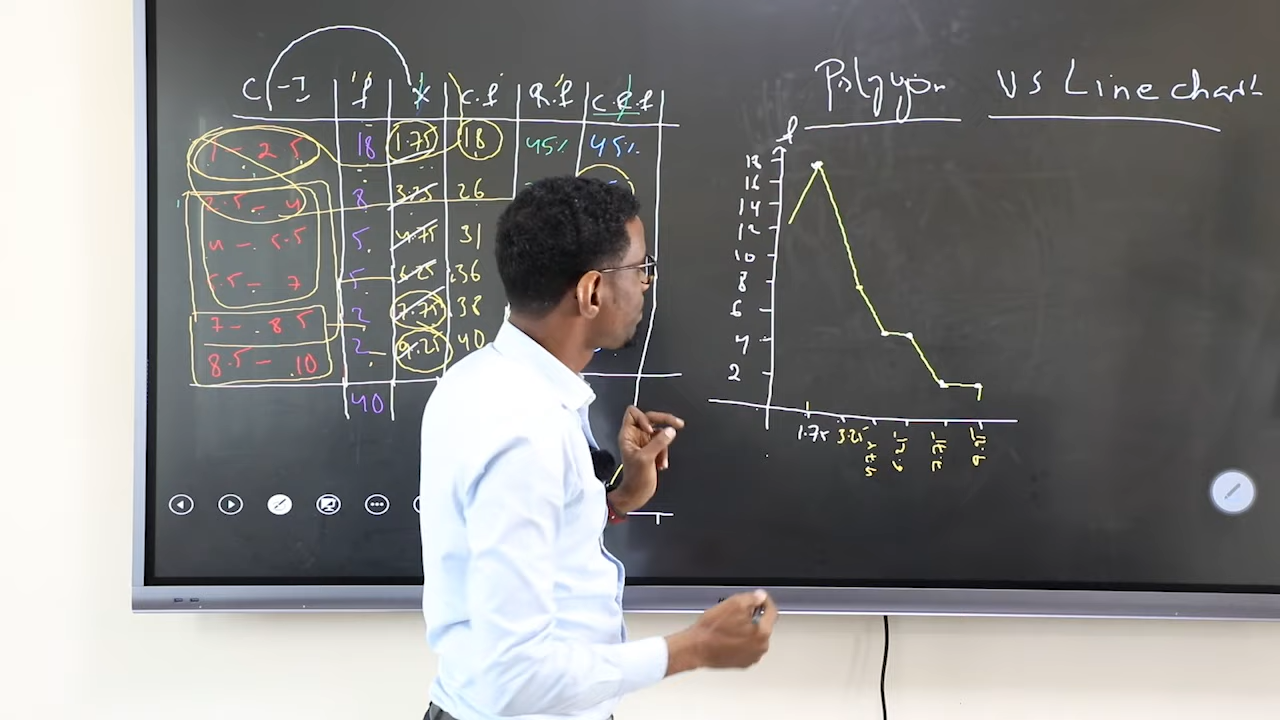 C-I f X C.f R.f C.R.f
1 - 2.5 18 1.75 18 45% 45%
2.5 - 4 8 3.25 26
4 - 5.5 5 4.75 31
5.5 - 7 5 6.25 36
7 - 8.5 2 7.75 38
8.5 - 10 2 9.25 40
40
Polygon VS Line chart
f
18
16
14
12
10
8
6
4
2
1.75 3.25